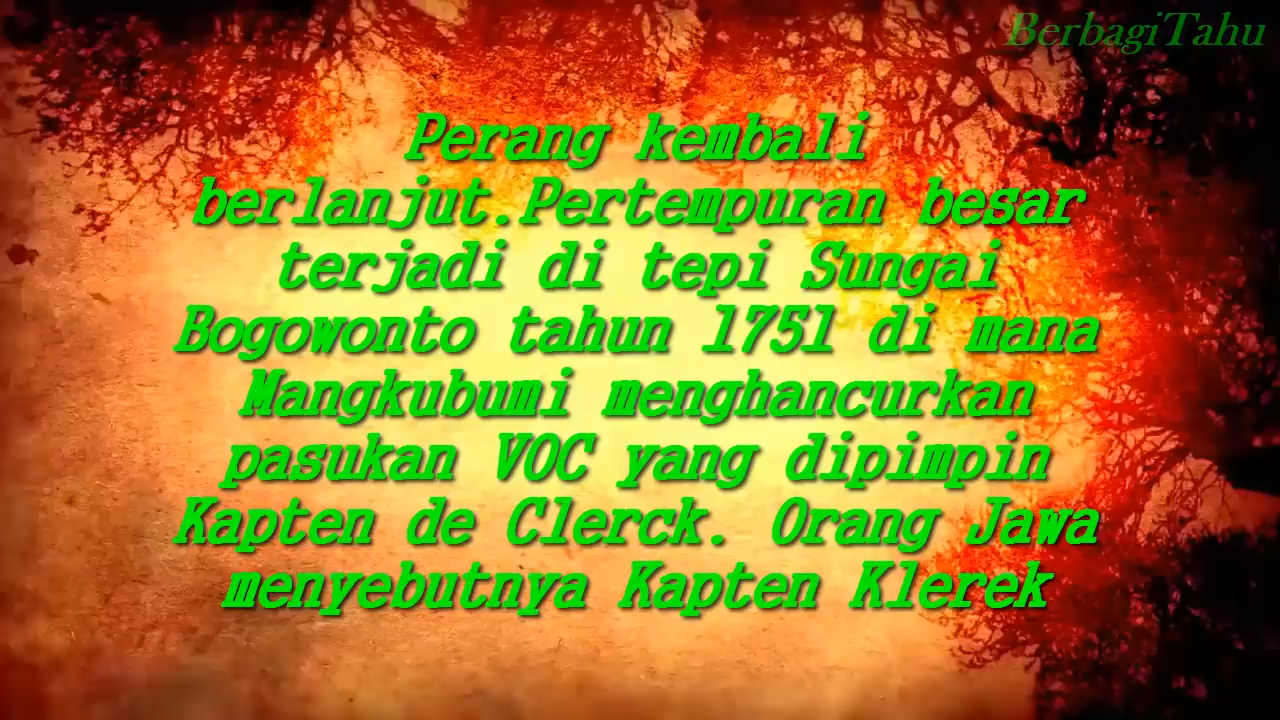 BerbagiTahu
Perang kembali
berlanjut.Pertempuran besar
terjadi di tepi Sungai
Bogowonto tahun 1751 di mana
Mangkubumi menghancurkan
pasukan VOC yang dipimpin
Kapten de Clerck. Orang Jawa
menyebutnya Kapten Klerek